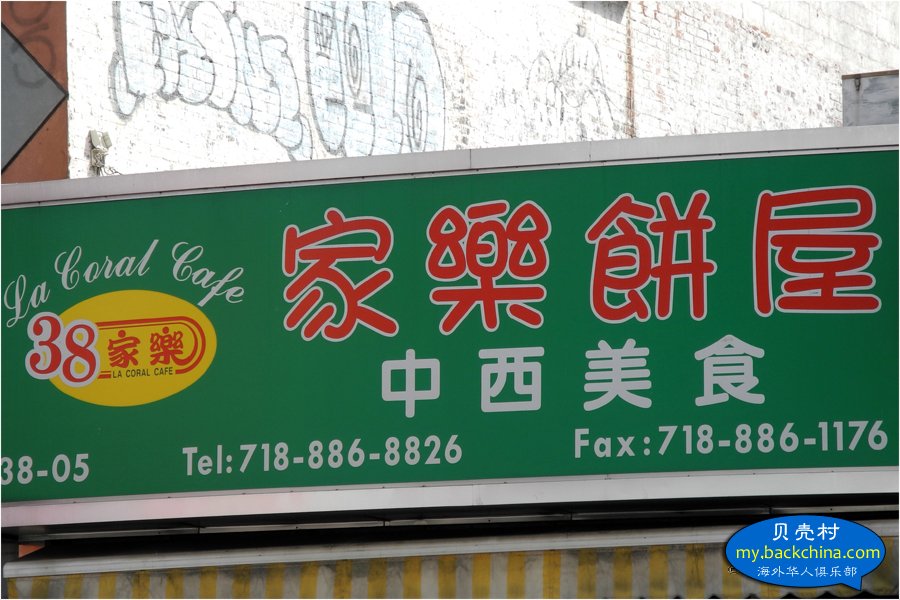 La Coral Cafe
家樂餅屋
38 家樂
LA CORAL CAFE
中西美食
38-05
Tel:718-886-8826
Fax:718-886-1176
贝壳村
my.backchina.com
海外华人俱乐部